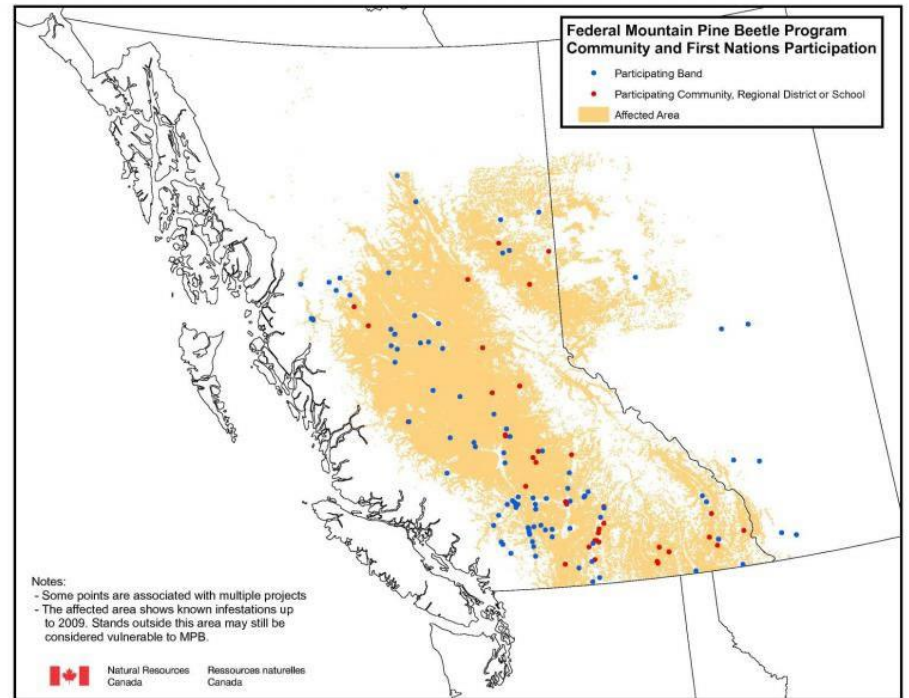 Federal Mountain Pine Beetle Program
Community and First Nations Participation
Participating Band
Participating Community, Regional District or School
Affected Area
Notes:
- Some points are associated with multiple projects
- The affected area shows known infestations up
to 2009. Stands outside this area may still be
considered vulnerable to MPB.
Natural Resources Ressources naturelles
Canada Canada